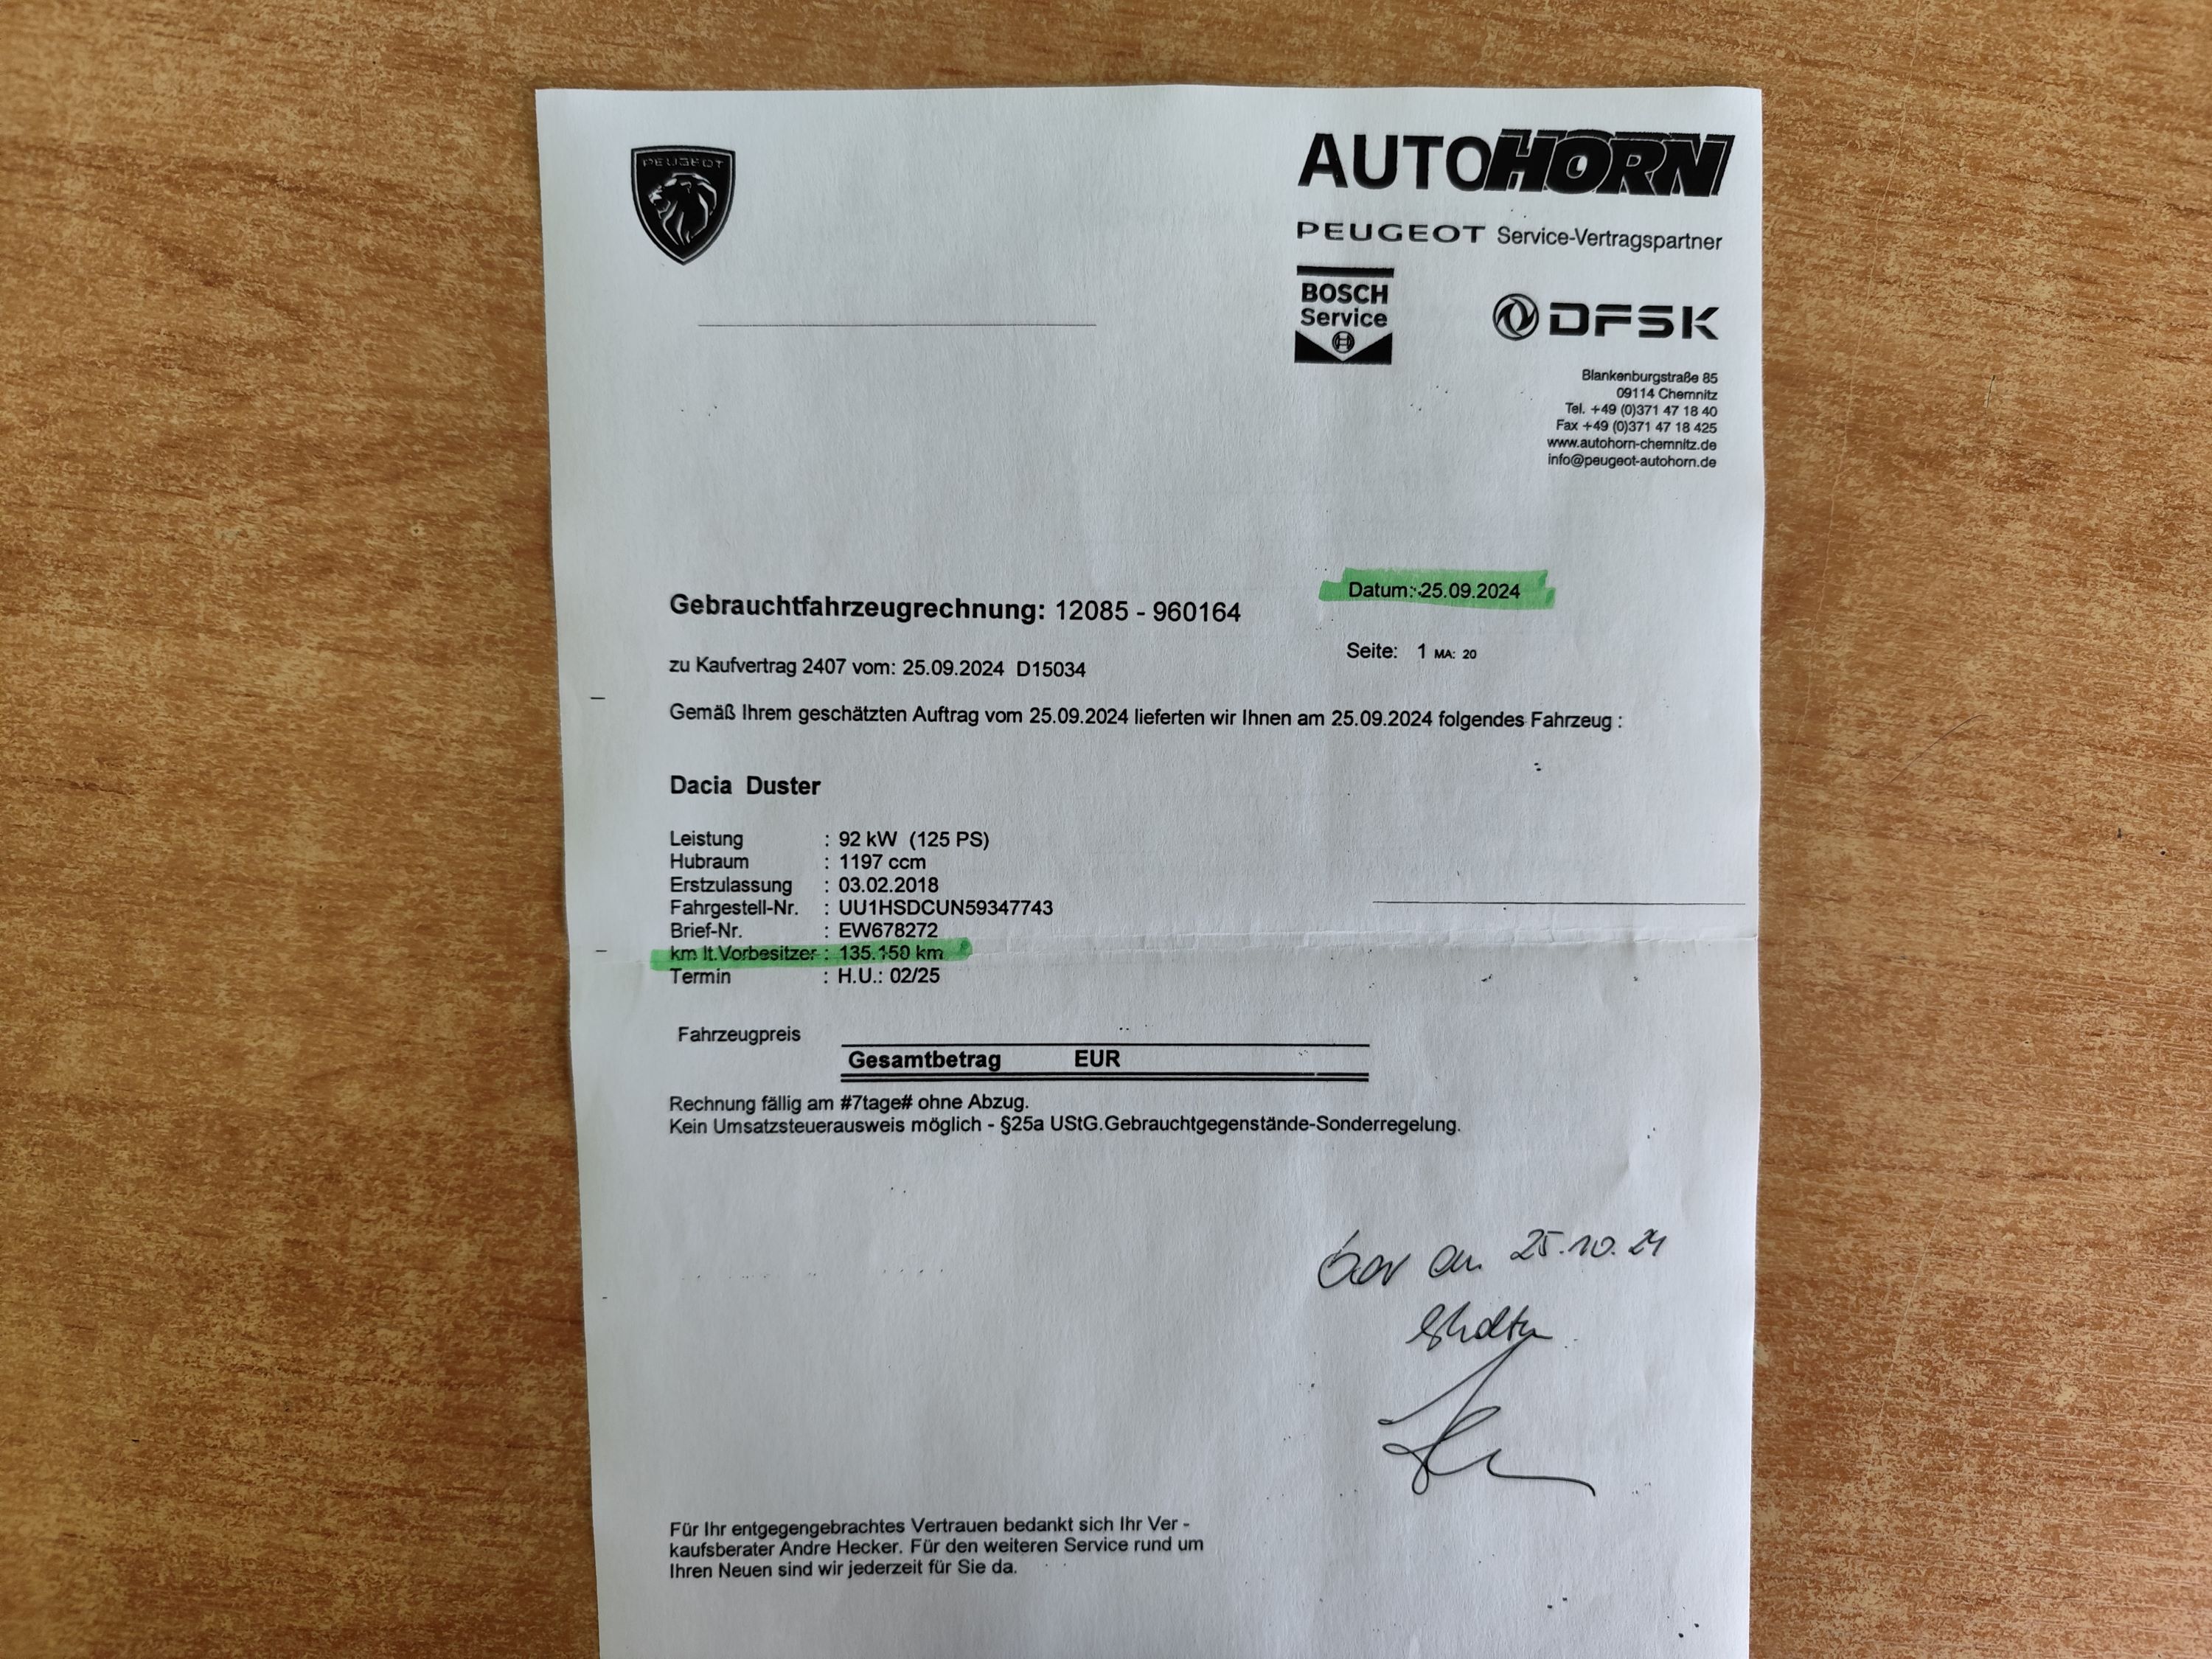 PEUGEOT
AUTOHORN
PEUGEOT Service-Vertragspartner
BOSCH
Service
DFSK
Blankenburgstraße 85
09114 Chemnitz
Tel. +49 (0)371 47 18 40
Fax +49 (0)371 47 18 425
www.autohorn-chemnitz.de
info@peugeot-autohorn.de
Datum: 25.09.2024
Gebrauchtfahrzeugrechnung: 12085 - 960164
Seite: 1 MA: 20
zu Kaufvertrag 2407 vom: 25.09.2024 D15034
Gemäß Ihrem geschätzten Auftrag vom 25.09.2024 lieferten wir Ihnen am 25.09.2024 folgendes Fahrzeug :
Dacia Duster
Leistung : 92 kW (125 PS)
Hubraum : 1197 ccm
Erstzulassung : 03.02.2018
Fahrgestell-Nr. : UU1HSDCUN59347743
Brief-Nr. : EW678272
km lt.Vorbesitzer : 135.150 km
Termin : H.U.: 02/25
Fahrzeugpreis
Gesamtbetrag EUR
Rechnung fällig am #7tage# ohne Abzug.
Kein Umsatzsteuerausweis möglich - §25a UStG.Gebrauchtgegenstände-Sonderregelung.
bar am 25.10.24
Für Ihr entgegengebrachtes Vertrauen bedankt sich Ihr Ver -
kaufsberater Andre Hecker. Für den weiteren Service rund um
Ihren Neuen sind wir jederzeit für Sie da.